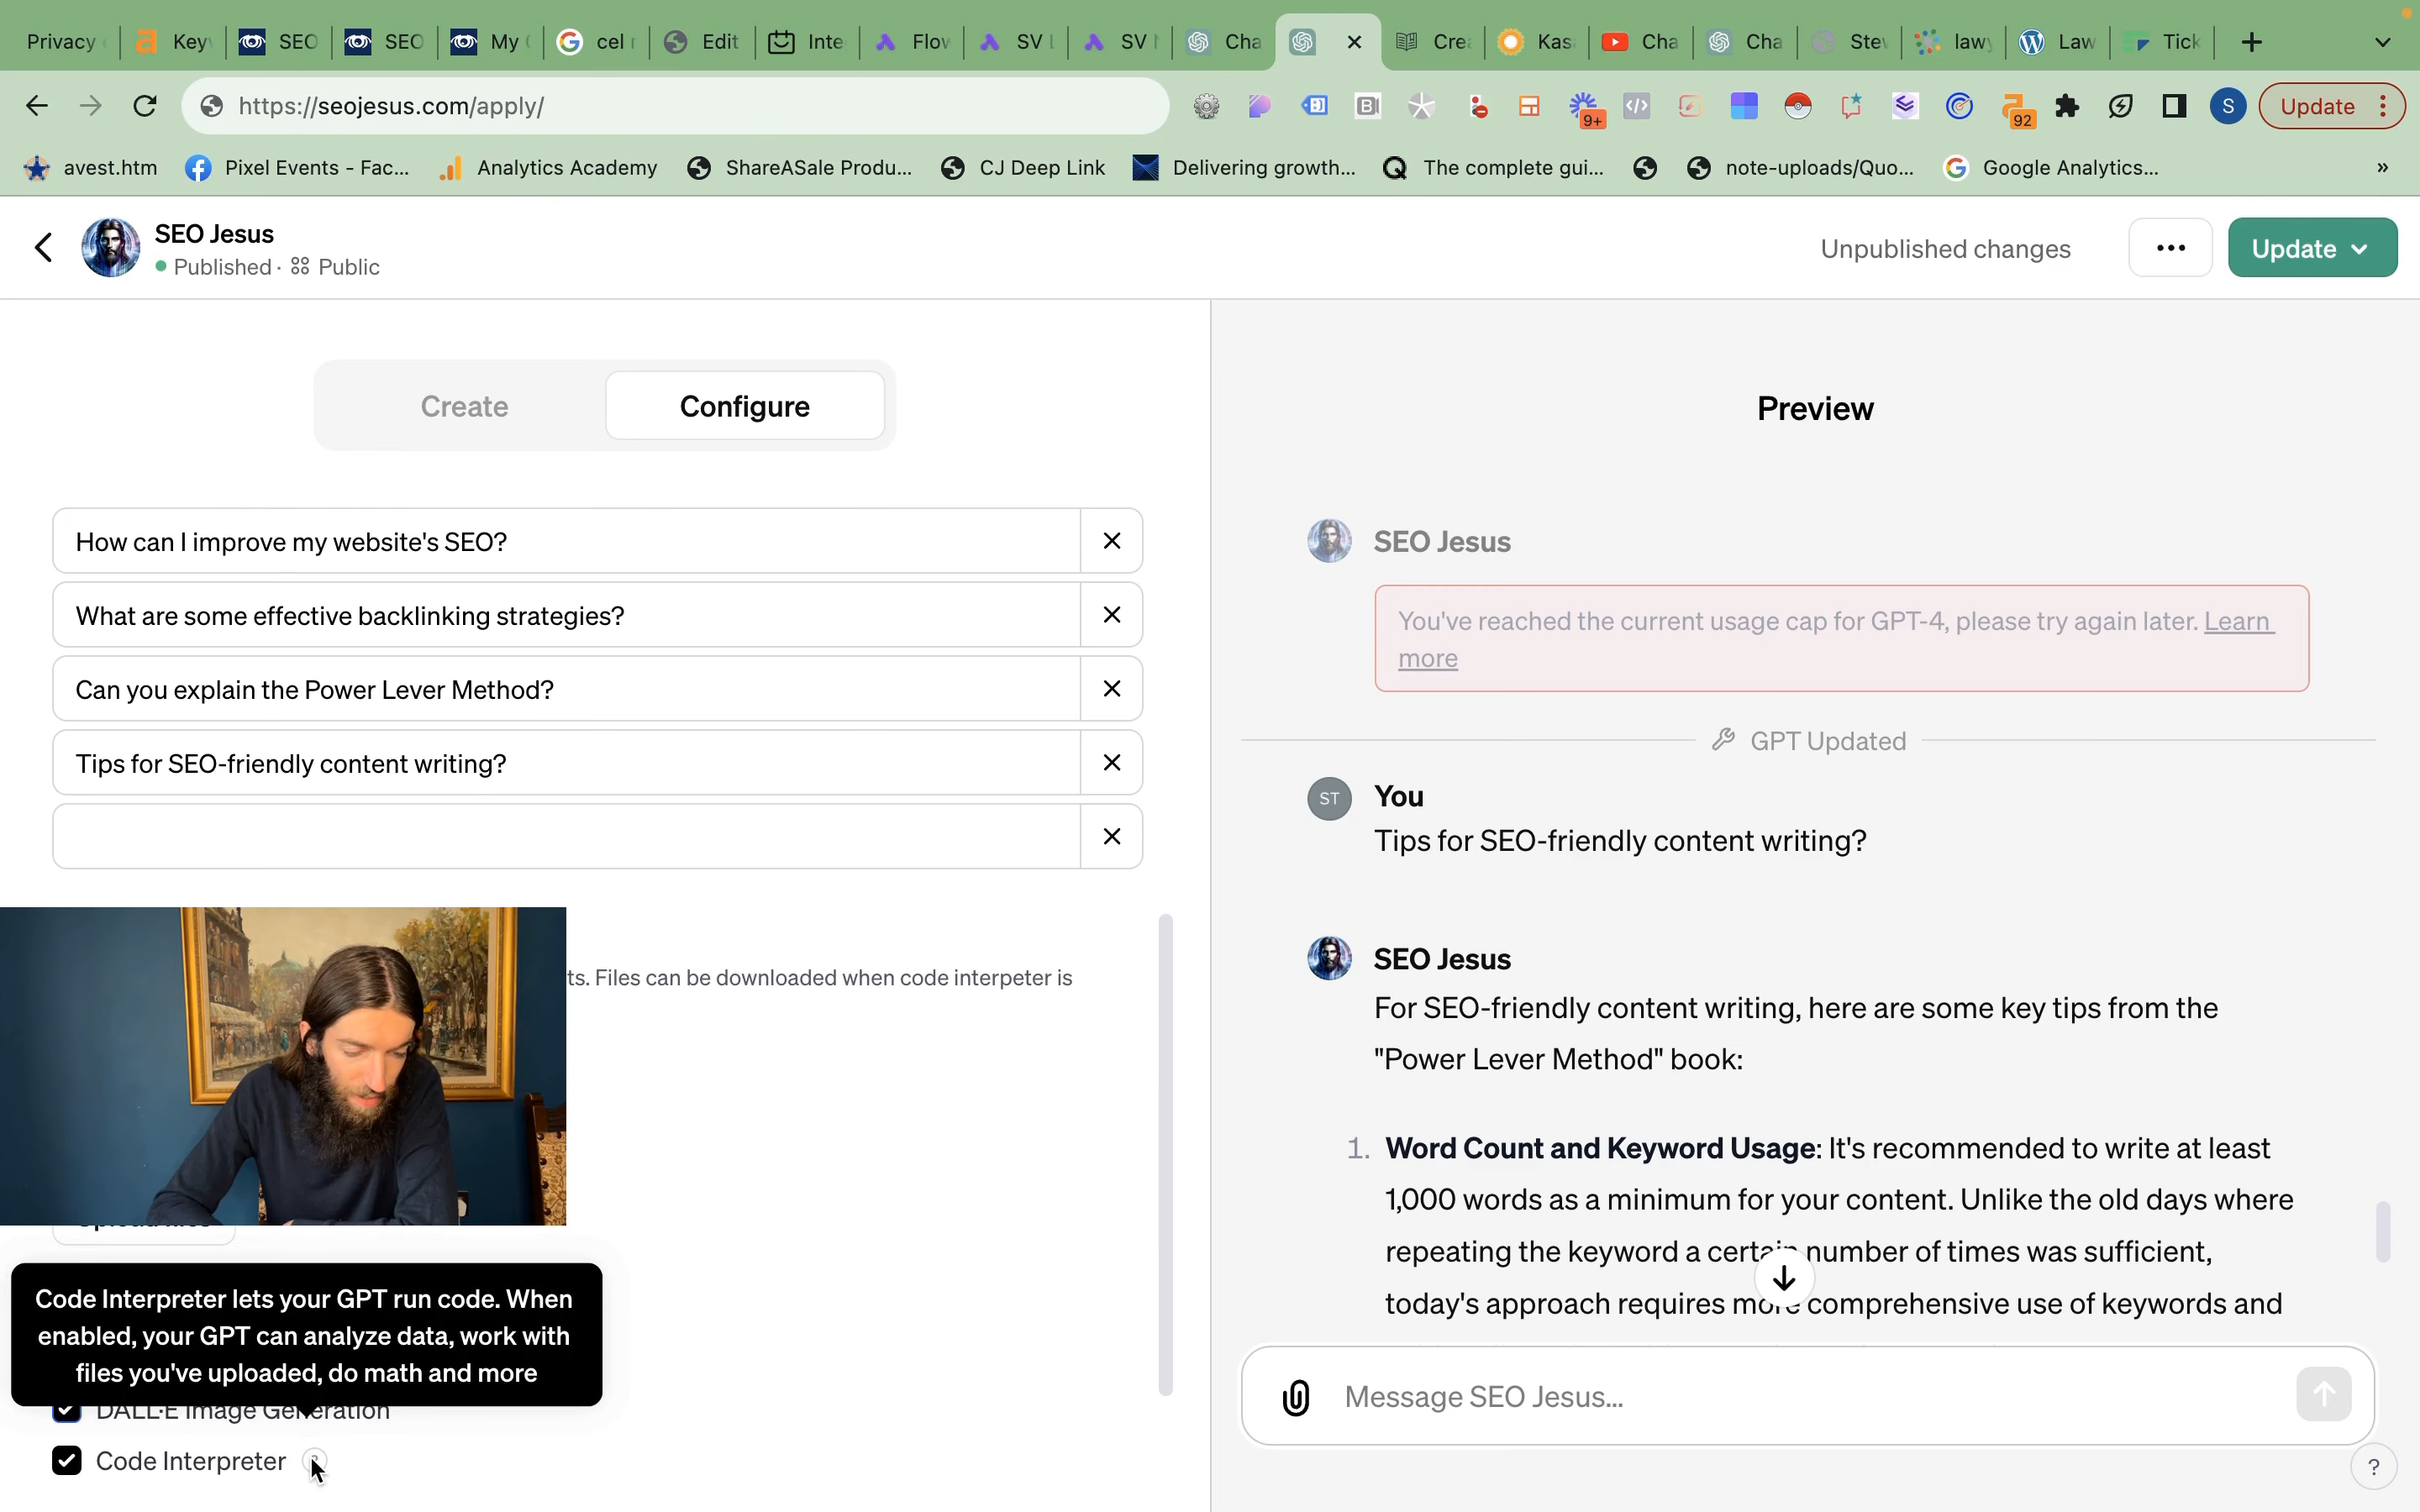 Privacy
Key
SEO
SEO
My
cel
Edit
Inte
Flow
SV
SV
Cha
Crea
Kas
Cha
Cha
Stev
lawy
Law
Tick
https://seojesus.com/apply/
9+
92
S
Update
avest.htm
Pixel Events - Fac...
Analytics Academy
ShareASale Produ...
CJ Deep Link
Delivering growth...
The complete gui...
note-uploads/Quo...
Google Analytics...
»
SEO Jesus
Published · Public
Unpublished changes
Update
Create
Configure
How can I improve my website's SEO?
What are some effective backlinking strategies?
Can you explain the Power Lever Method?
Tips for SEO-friendly content writing?
ts. Files can be downloaded when code interpeter is
Code Interpreter lets your GPT run code. When
enabled, your GPT can analyze data, work with
files you've uploaded, do math and more
DALL·E Image Generation
Code Interpreter
Preview
SEO Jesus
You've reached the current usage cap for GPT-4, please try again later. Learn
more
GPT Updated
ST
You
Tips for SEO-friendly content writing?
SEO Jesus
For SEO-friendly content writing, here are some key tips from the
"Power Lever Method" book:
1. Word Count and Keyword Usage: It's recommended to write at least
1,000 words as a minimum for your content. Unlike the old days where
repeating the keyword a certain number of times was sufficient,
today's approach requires more comprehensive use of keywords and
Message SEO Jesus...
?